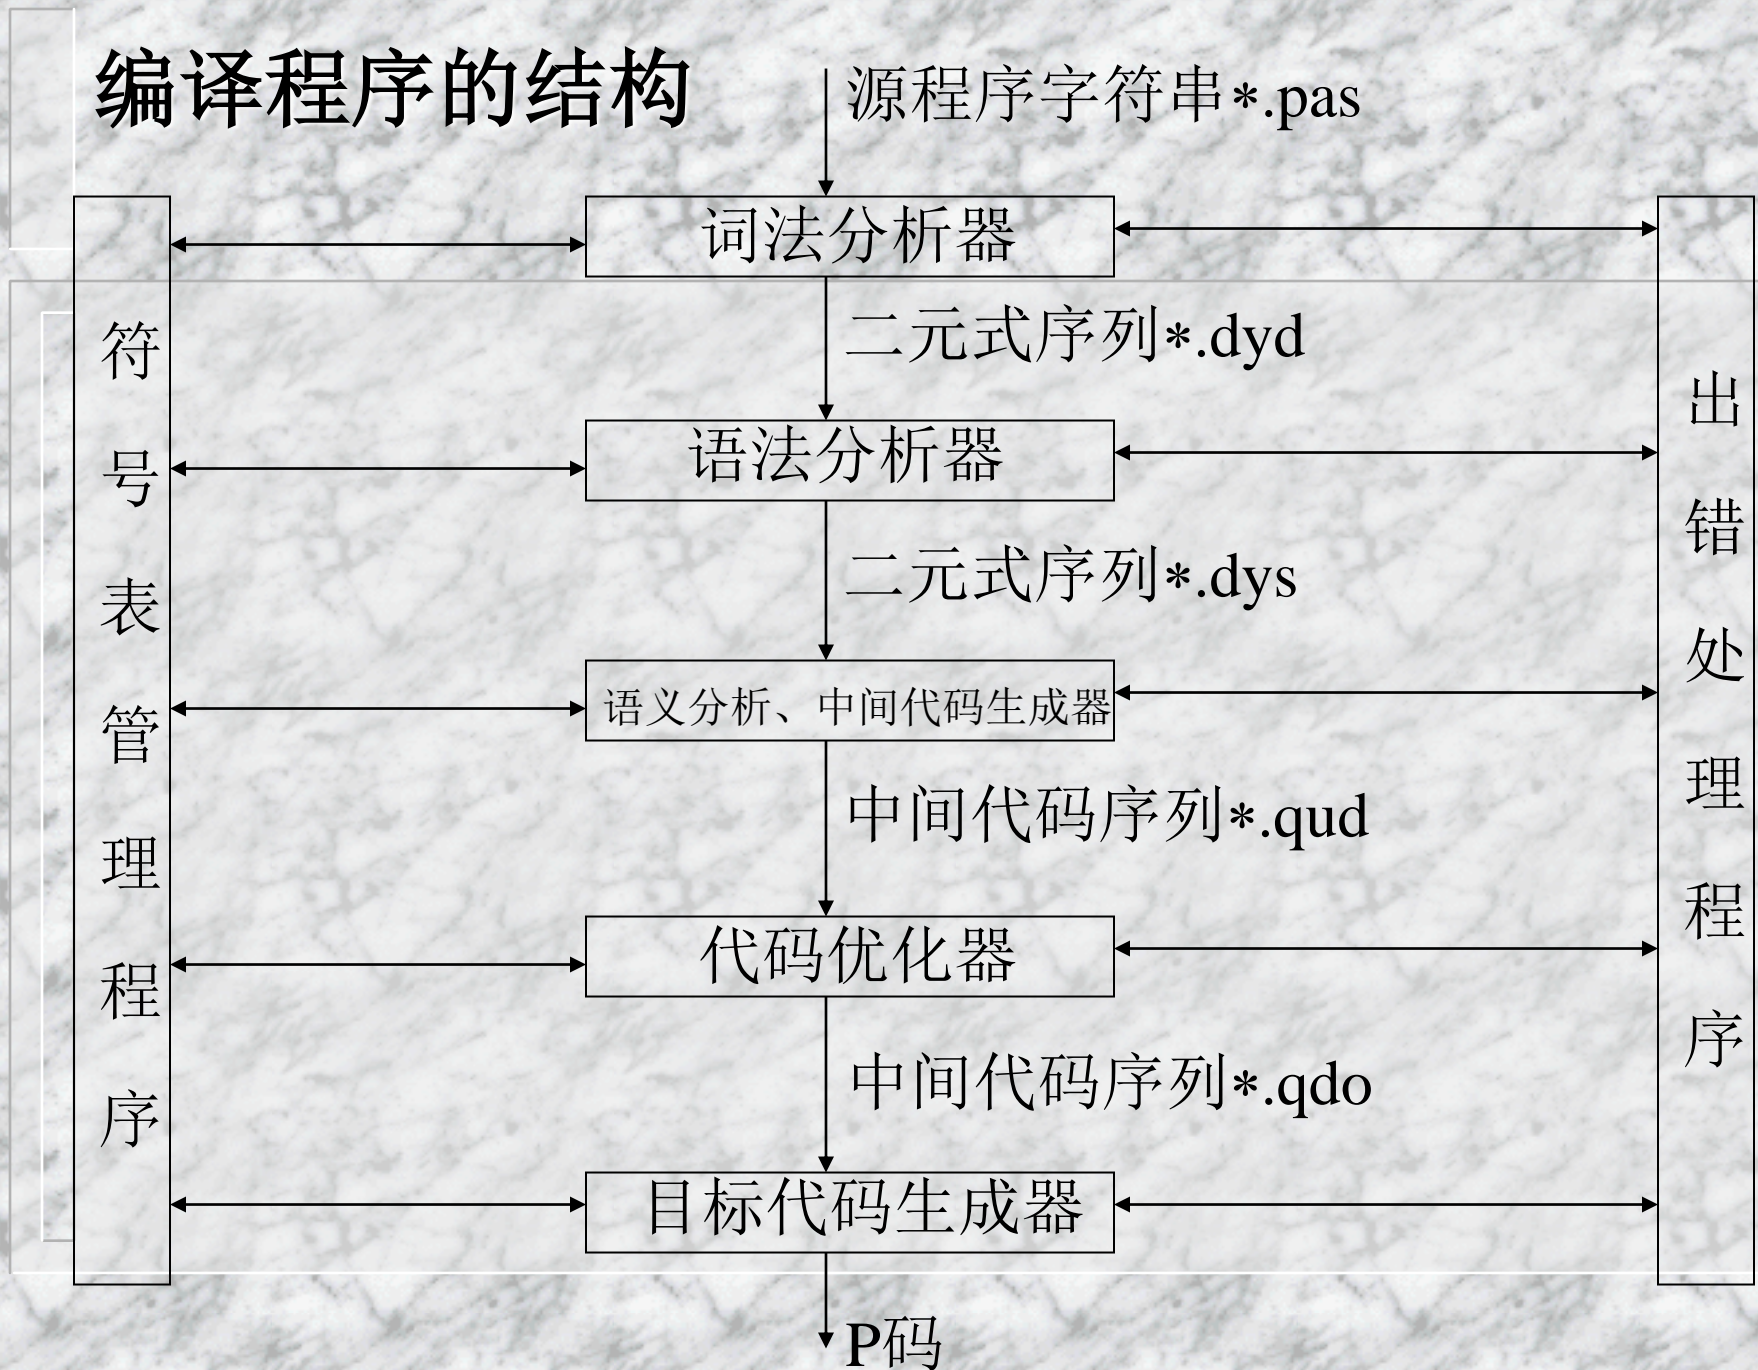 编译程序的结构
源程序字符串*.pas
词法分析器
二元式序列*.dyd
语法分析器
二元式序列*.dys
语义分析、中间代码生成器
中间代码序列*.qud
代码优化器
中间代码序列*.qdo
目标代码生成器
P码
符号表管理程序
出错处理程序